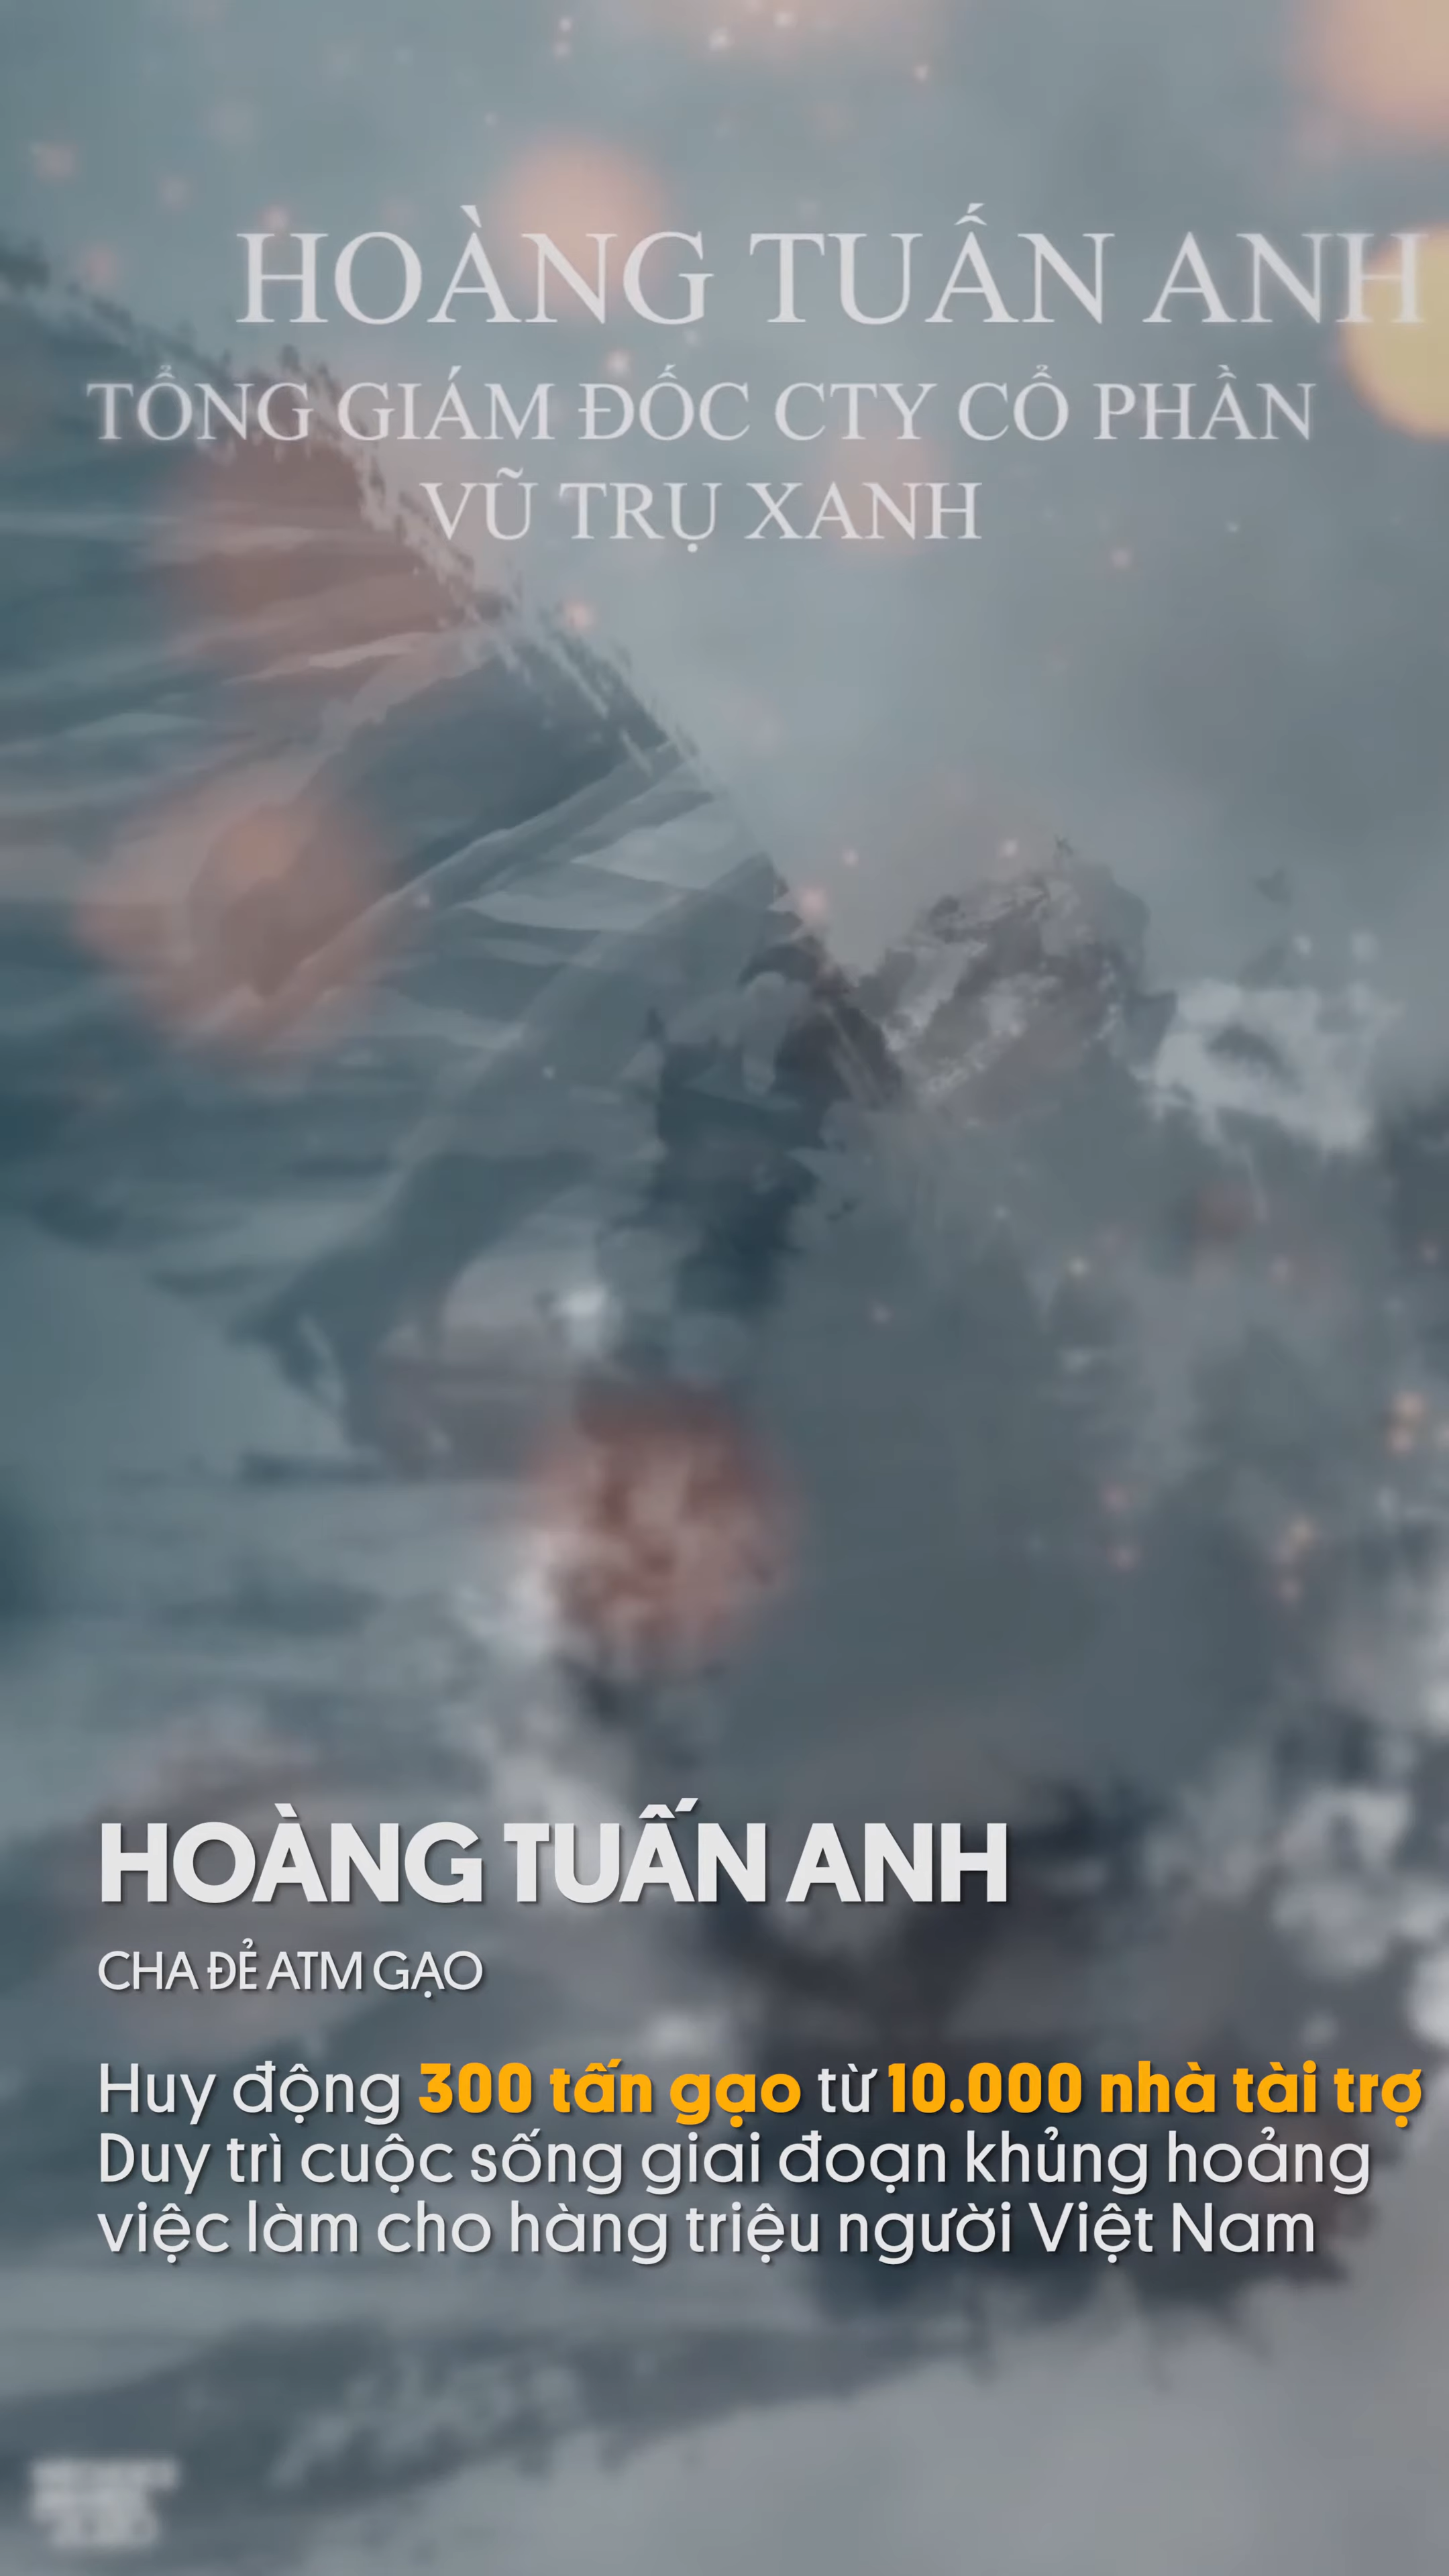 HOÀNG TUẤN ANH
TỔNG GIÁM ĐỐC CTY CỔ PHẦN
VŨ TRỤ XANH
HOÀNG TUẤN ANH
CHA ĐẺ ATM GẠO
Huy động 300 tấn gạo từ 10.000 nhà tài trợ
Duy trì cuộc sống giai đoạn khủng hoảng
việc làm cho hàng triệu người Việt Nam